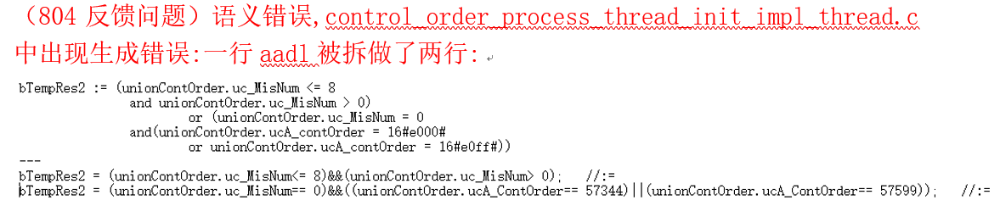 （804 反馈问题）语义错误,control_order_process_thread_init_impl_thread.c
中出现生成错误:一行 aadl 被拆做了两行:
bTempRes2 := (unionContOrder.uc_MisNum <= 8
and unionContOrder.uc_MisNum > 0)
or (unionContOrder.uc_MisNum = 0
and(unionContOrder.ucA_contOrder = 16#e000#
or unionContOrder.ucA_contOrder = 16#e0ff#))
---
bTempRes2 = (unionContOrder.uc_MisNum<= 8)&&(unionContOrder.uc_MisNum> 0);   //:=
bTempRes2 = (unionContOrder.uc_MisNum== 0)&&((unionContOrder.ucA_ContOrder== 57344)||(unionContOrder.ucA_ContOrder== 57599));   //:=